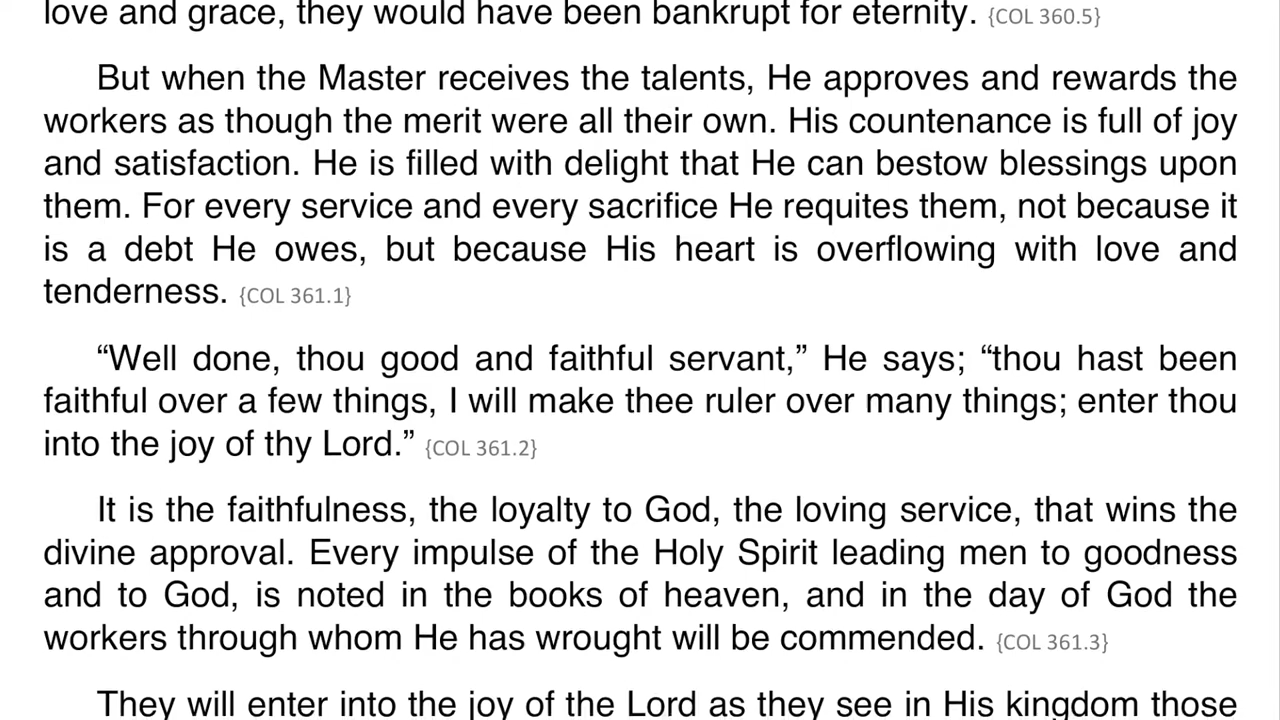 love and grace, they would have been bankrupt for eternity. {COL 360.5}
But when the Master receives the talents, He approves and rewards the
workers as though the merit were all their own. His countenance is full of joy
and satisfaction. He is filled with delight that He can bestow blessings upon
them. For every service and every sacrifice He requites them, not because it
is a debt He owes, but because His heart is overflowing with love and
tenderness. {COL 361.1}
“Well done, thou good and faithful servant,” He says; “thou hast been
faithful over a few things, I will make thee ruler over many things; enter thou
into the joy of thy Lord.” {COL 361.2}
It is the faithfulness, the loyalty to God, the loving service, that wins the
divine approval. Every impulse of the Holy Spirit leading men to goodness
and to God, is noted in the books of heaven, and in the day of God the
workers through whom He has wrought will be commended. {COL 361.3}
They will enter into the joy of the Lord as they see in His kingdom those